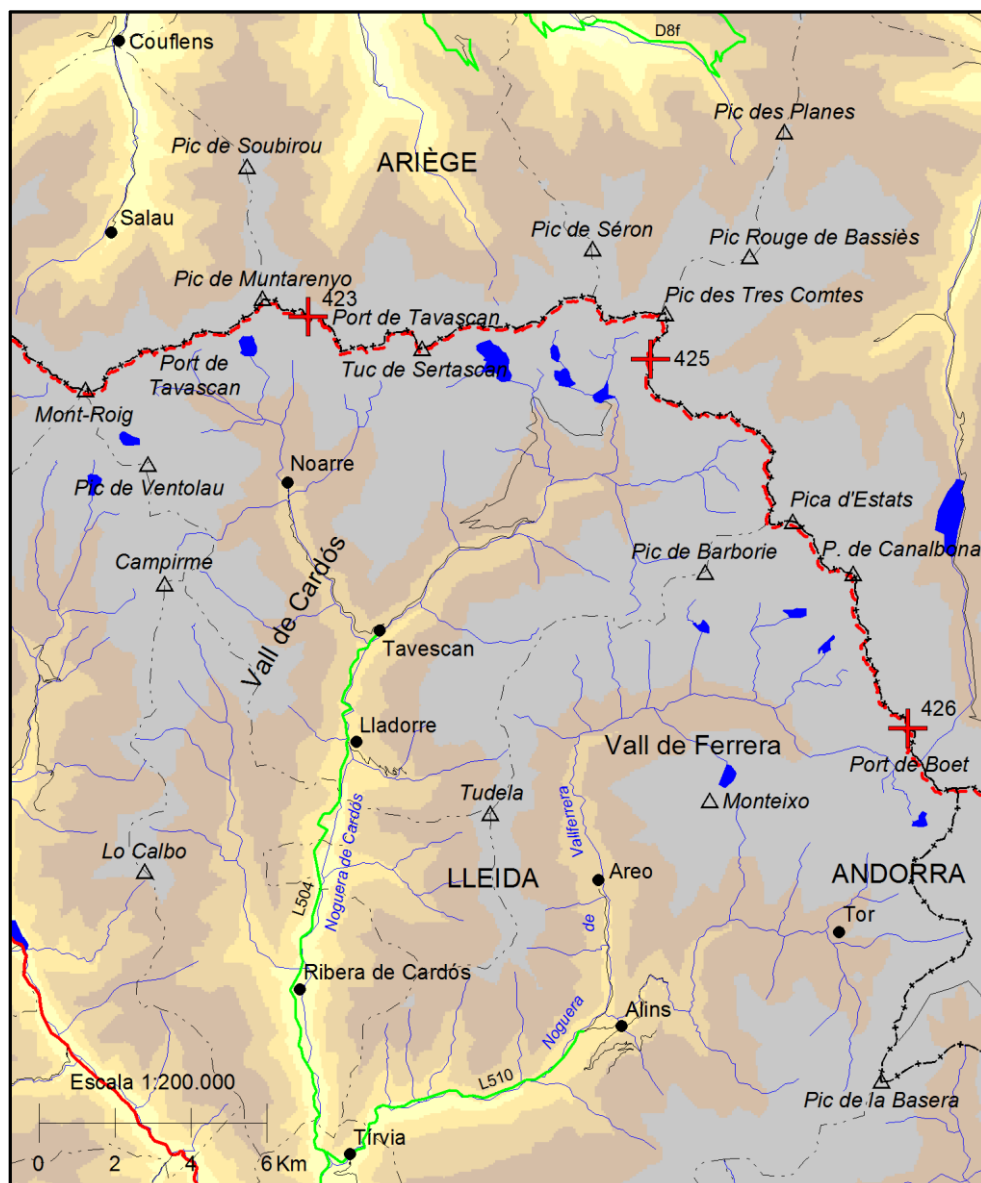 D8f
Couflens
Pic des Planes
Pic de Soubirou
ARIÈGE
Salau
Pic de Séron
Pic Rouge de Bassiès
Pic de Muntarenyo
423
Port de Tavascan
Pic des Tres Comtes
Port de
Tavascan
Tuc de Sertascan
425
Mont-Roig
Noarre
Pic de Ventolau
Pica d'Estats
Campirme
Pic de Barborie
P. de Canalbona
Vall de Cardós
Tavescan
426
Lladorre
Vall de Ferrera
Port de Boet
Tudela
Monteixo
Vallferrera
Noguera de Cardós
Lo Calbo
LLEIDA
Areo
ANDORRA
L504
de
Tor
Ribera de Cardós
Noguera
Alins
Escala 1:200.000
L510
Pic de la Basera
Tírvia
0 2 4 6 Km